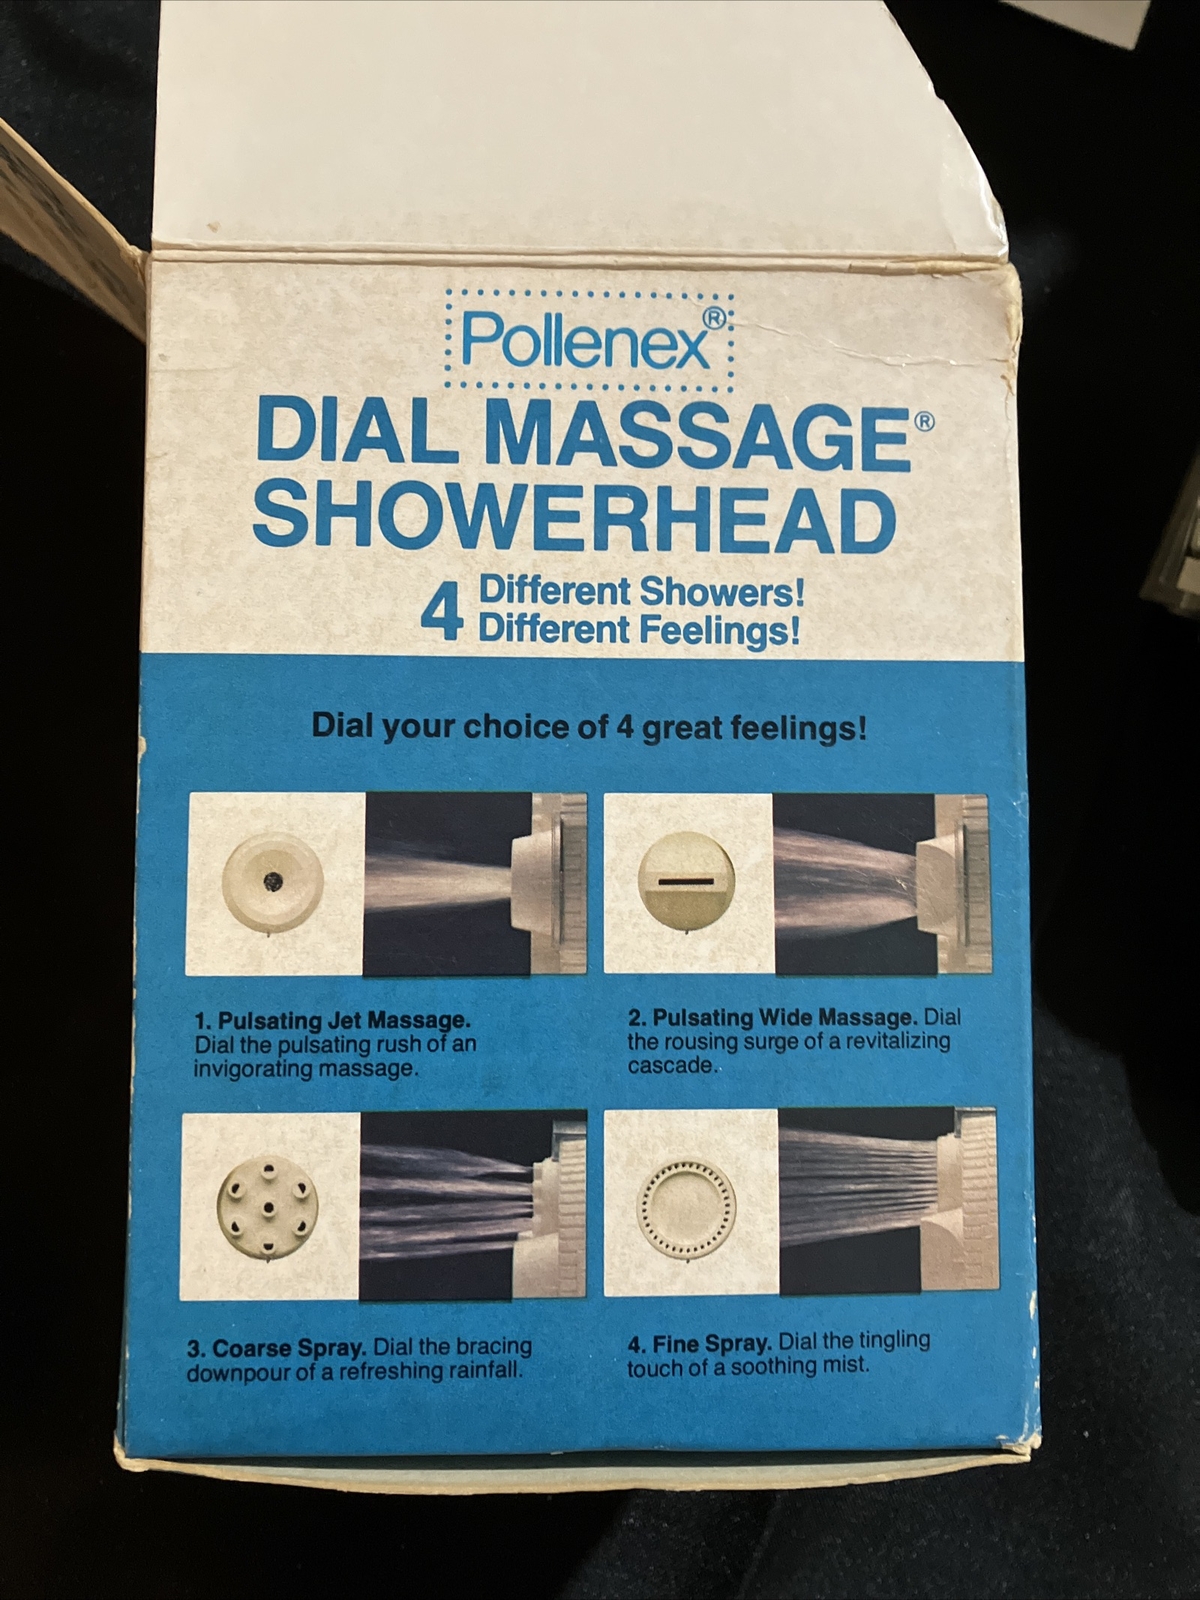 Pollenex®
DIAL MASSAGE®
SHOWERHEAD
4 Different Showers!
Different Feelings!
Dial your choice of 4 great feelings!
1. Pulsating Jet Massage.
Dial the pulsating rush of an
invigorating massage.
2. Pulsating Wide Massage. Dial
the rousing surge of a revitalizing
cascade.
3. Coarse Spray. Dial the bracing
downpour of a refreshing rainfall.
4. Fine Spray. Dial the tingling
touch of a soothing mist.